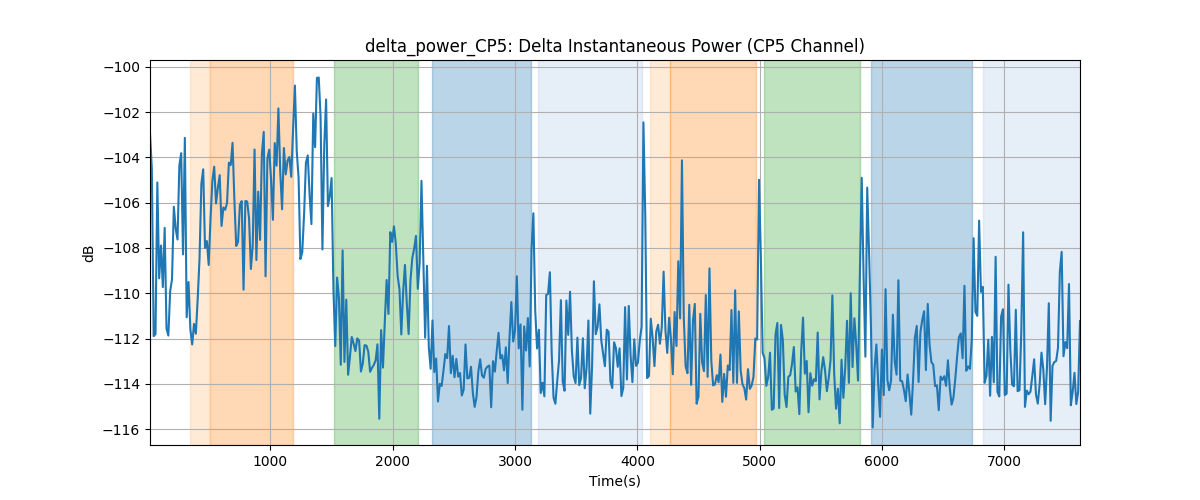 delta_power_CP5: Delta Instantaneous Power (CP5 Channel)
−100
−102
−104
−106
−108
−110
−112
−114
−116
dB
1000 2000 3000 4000 5000 6000 7000
Time(s)